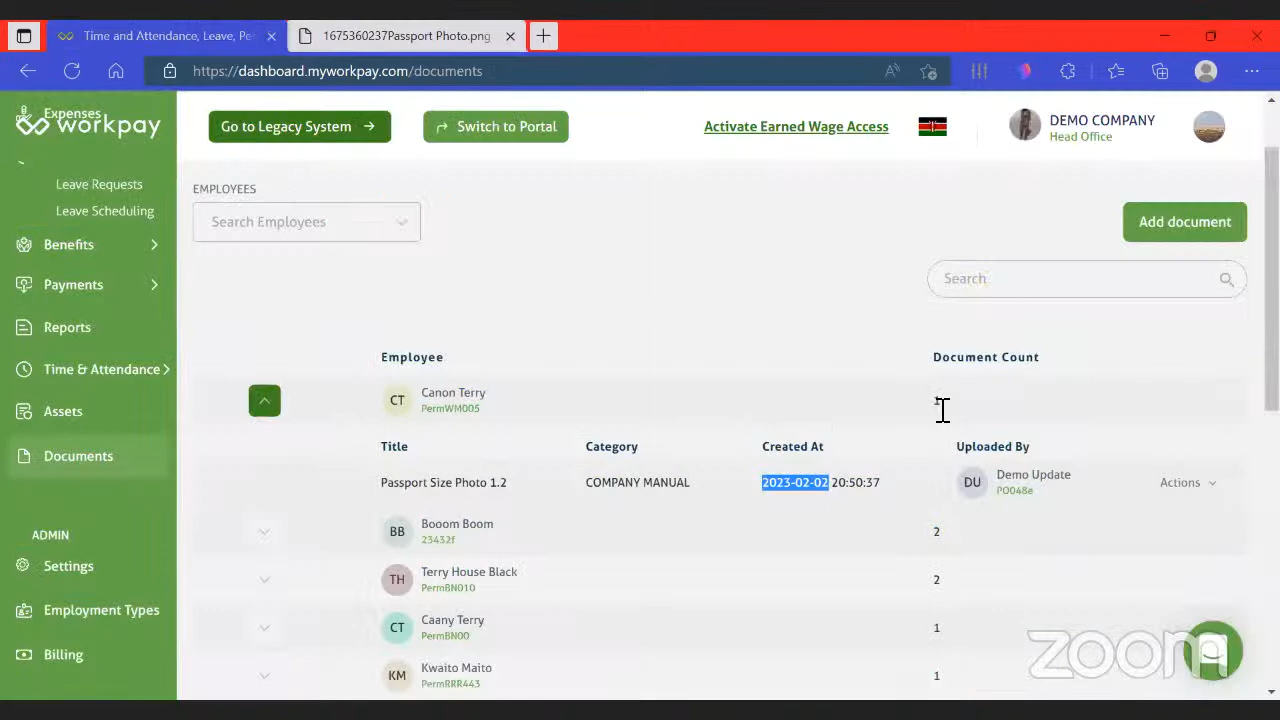 Time and Attendance, Leave, Pe
1675360237Passport Photo.png
https://dashboard.myworkpay.com/documents
Expenses
workpay
Go to Legacy System
Switch to Portal
Activate Earned Wage Access
DEMO COMPANY
Head Office
Leave Requests
Leave Scheduling
Benefits
Payments
Reports
Time & Attendance
Assets
Documents
ADMIN
Settings
Employment Types
Billing
EMPLOYEES
Search Employees
Add document
Search
Employee
Document Count
CT
Canon Terry
PermWM005
1
Title
Category
Created At
Uploaded By
Passport Size Photo 1.2
COMPANY MANUAL
2023-02-02 20:50:37
DU
Demo Update
PO048e
Actions
BB
Booom Boom
23432f
2
TH
Terry House Black
PermBN010
2
CT
Caany Terry
PermBN00
1
KM
Kwaito Maito
PermRRR443
1
zoom